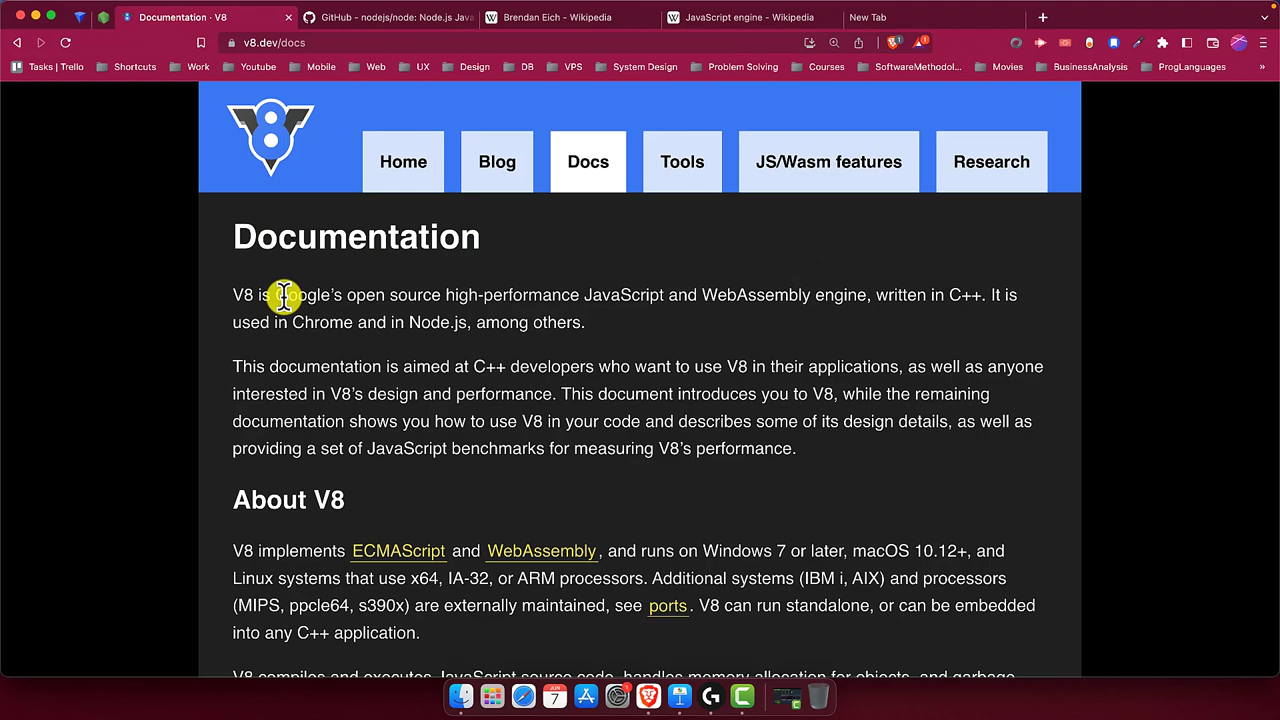 Documentation · V8
GitHub - nodejs/node: Node.js Java
Brendan Eich - Wikipedia
JavaScript engine - Wikipedia
New Tab
v8.dev/docs
1
1
Tasks | Trello
Shortcuts
Work
Youtube
Mobile
Web
UX
Design
DB
VPS
System Design
Problem Solving
Courses
SoftwareMethodol...
Movies
BusinessAnalysis
ProgLanguages
»
Home
Blog
Docs
Tools
JS/Wasm features
Research
Documentation
V8 is Google’s open source high-performance JavaScript and WebAssembly engine, written in C++. It is
used in Chrome and in Node.js, among others.
This documentation is aimed at C++ developers who want to use V8 in their applications, as well as anyone
interested in V8’s design and performance. This document introduces you to V8, while the remaining
documentation shows you how to use V8 in your code and describes some of its design details, as well as
providing a set of JavaScript benchmarks for measuring V8’s performance.
About V8
V8 implements ECMAScript and WebAssembly, and runs on Windows 7 or later, macOS 10.12+, and
Linux systems that use x64, IA-32, or ARM processors. Additional systems (IBM i, AIX) and processors
(MIPS, ppcle64, s390x) are externally maintained, see ports. V8 can run standalone, or can be embedded
into any C++ application.
V8 compiles and executes JavaScript source code, handles memory allocation for objects, and garbage
JUN
7